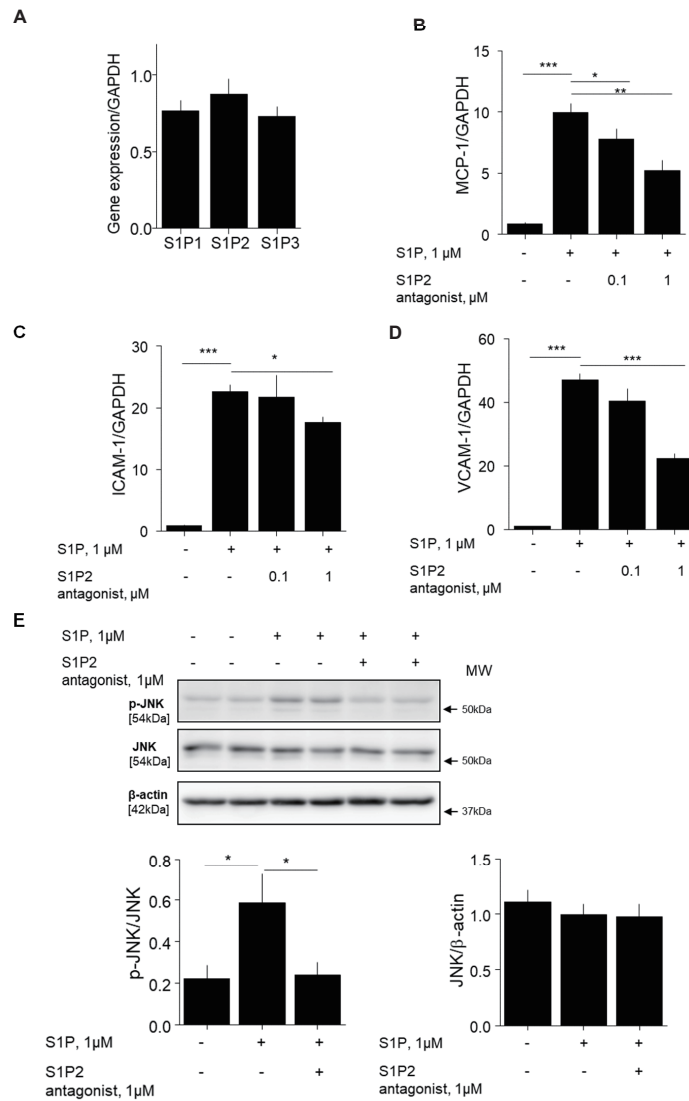 A
Gene expression/GAPDH
1.0
0.5
0.0
S1P1 S1P2 S1P3
B
MCP-1/GAPDH
15
10
5
0
***
*
**
S1P, 1 µM - + + +
S1P2 - - 0.1 1
antagonist, µM
C
ICAM-1/GAPDH
30
20
10
0
***
*
S1P, 1 µM - + + +
S1P2 - - 0.1 1
antagonist, µM
D
VCAM-1/GAPDH
60
40
20
0
***
***
S1P, 1 µM - + + +
S1P2 - - 0.1 1
antagonist, µM
E
S1P, 1µM - - + + + +
S1P2 - - - - + +
antagonist, 1µM
MW
p-JNK
[54kDa]
50kDa
JNK
[54kDa]
50kDa
β-actin
[42kDa]
37kDa
p-JNK/JNK
0.8
0.6
0.4
0.2
0.0
*
*
S1P, 1µM - + +
S1P2 - - +
antagonist, 1µM
JNK/β-actin
1.5
1.0
0.5
0.0
S1P, 1µM - + +
S1P2 - - +
antagonist, 1µM